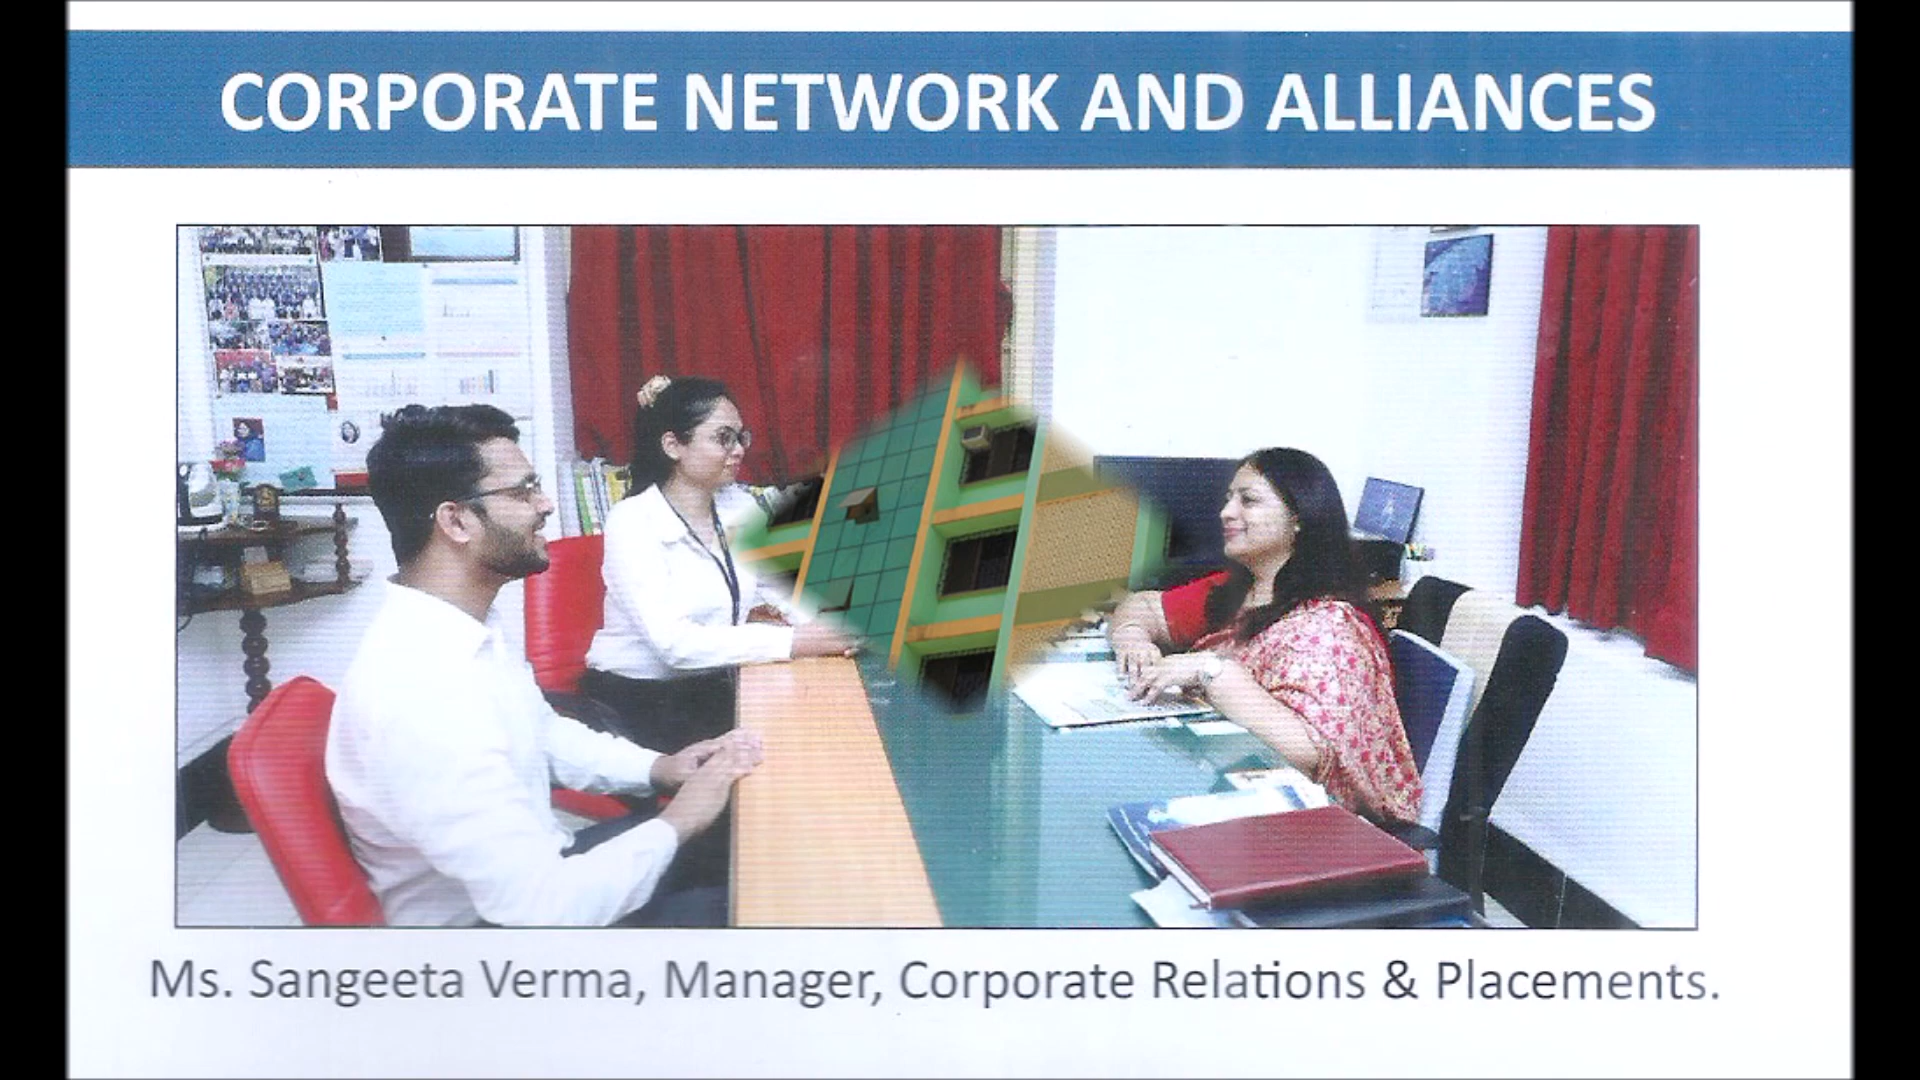 CORPORATE NETWORK AND ALLIANCES
Ms. Sangeeta Verma, Manager, Corporate Relations & Placements.